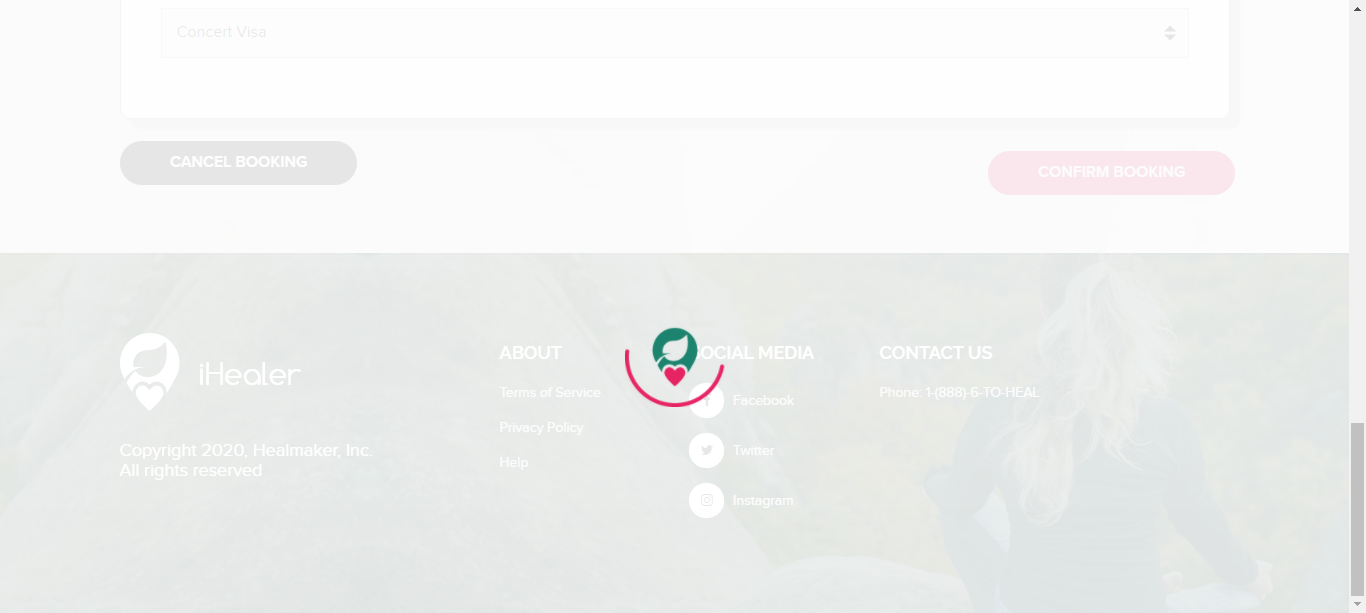 Concert Visa
CANCEL BOOKING
CONFIRM BOOKING
iHealer
Copyright 2020, Healmaker, Inc.
All rights reserved
ABOUT
Terms of Service
Privacy Policy
Help
SOCIAL MEDIA
Facebook
Twitter
Instagram
CONTACT US
Phone: 1-(888)-6-TO-HEAL